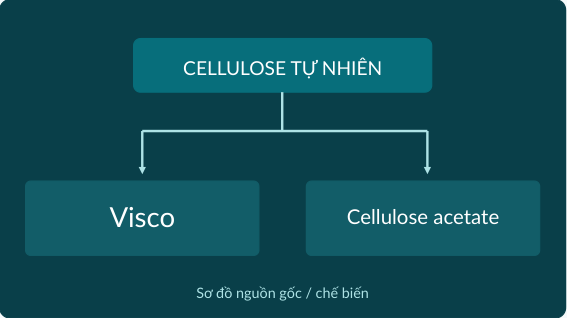 CELLULOSE TỰ NHIÊN
Visco
Cellulose acetate
Sơ đồ nguồn gốc / chế biến